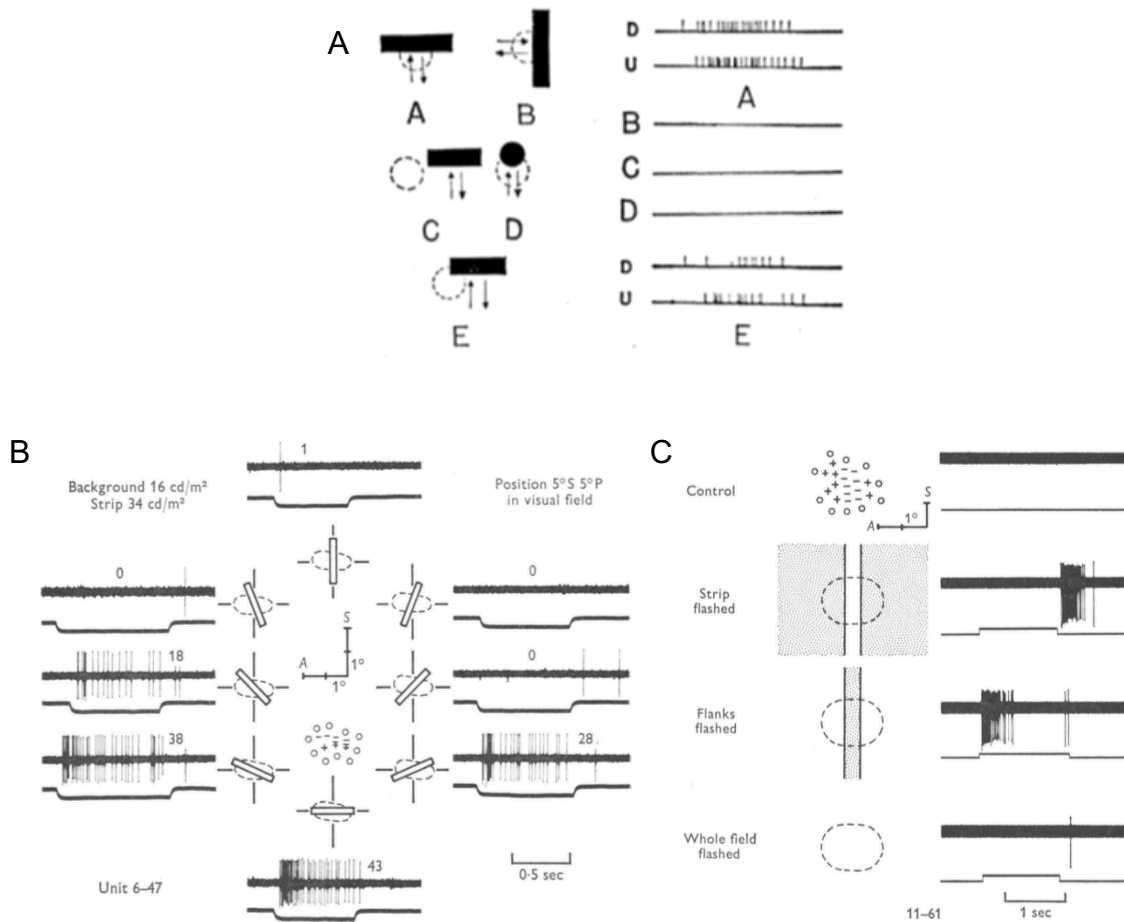 A
A
B
C
D
E
D
U
A
B
C
D
D
U
E
B
1
Background 16 cd/m²
Strip 34 cd/m²
Position 5°S 5°P
in visual field
0
0
S
1°
A
1°
18
0
38
28
43
Unit 6–47
0·5 sec
C
Control
S
A
1°
Strip
flashed
Flanks
flashed
Whole field
flashed
11–61
1 sec